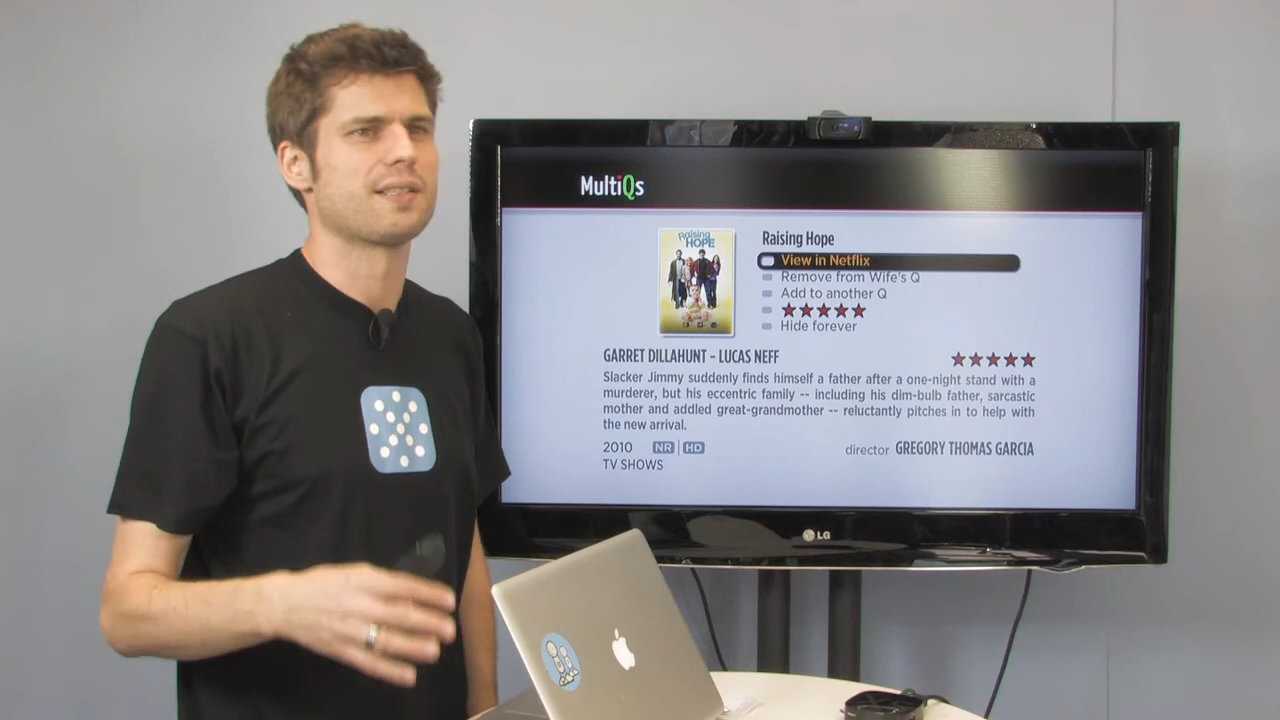 MultiQs
Raising
HOPE
Raising Hope
View in Netflix
Remove from Wife's Q
Add to another Q
Hide forever
GARRET DILLAHUNT - LUCAS NEFF
Slacker Jimmy suddenly finds himself a father after a one-night stand with a
murderer, but his eccentric family -- including his dim-bulb father, sarcastic
mother and addled great-grandmother -- reluctantly pitches in to help with
the new arrival.
2010 NR HD
director GREGORY THOMAS GARCIA
TV SHOWS
LG